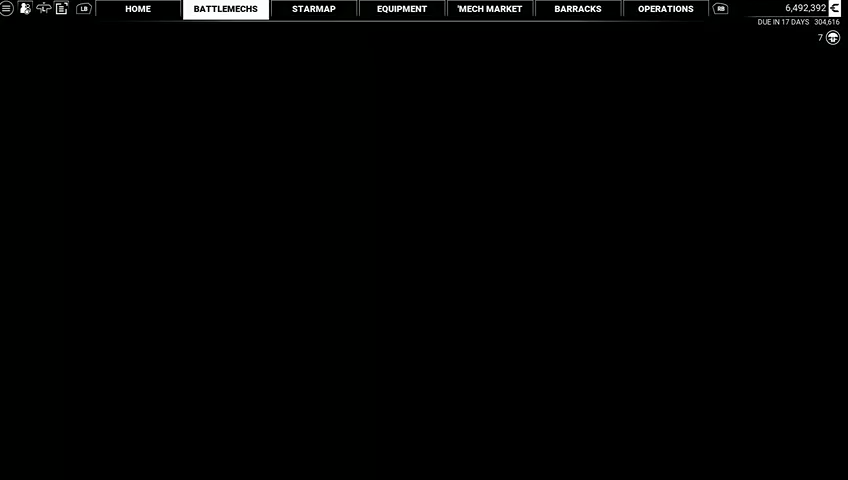 LB HOME BATTLEMECHS STARMAP EQUIPMENT 'MECH MARKET BARRACKS OPERATIONS RB 6,492,392
DUE IN 17 DAYS 304,616
7